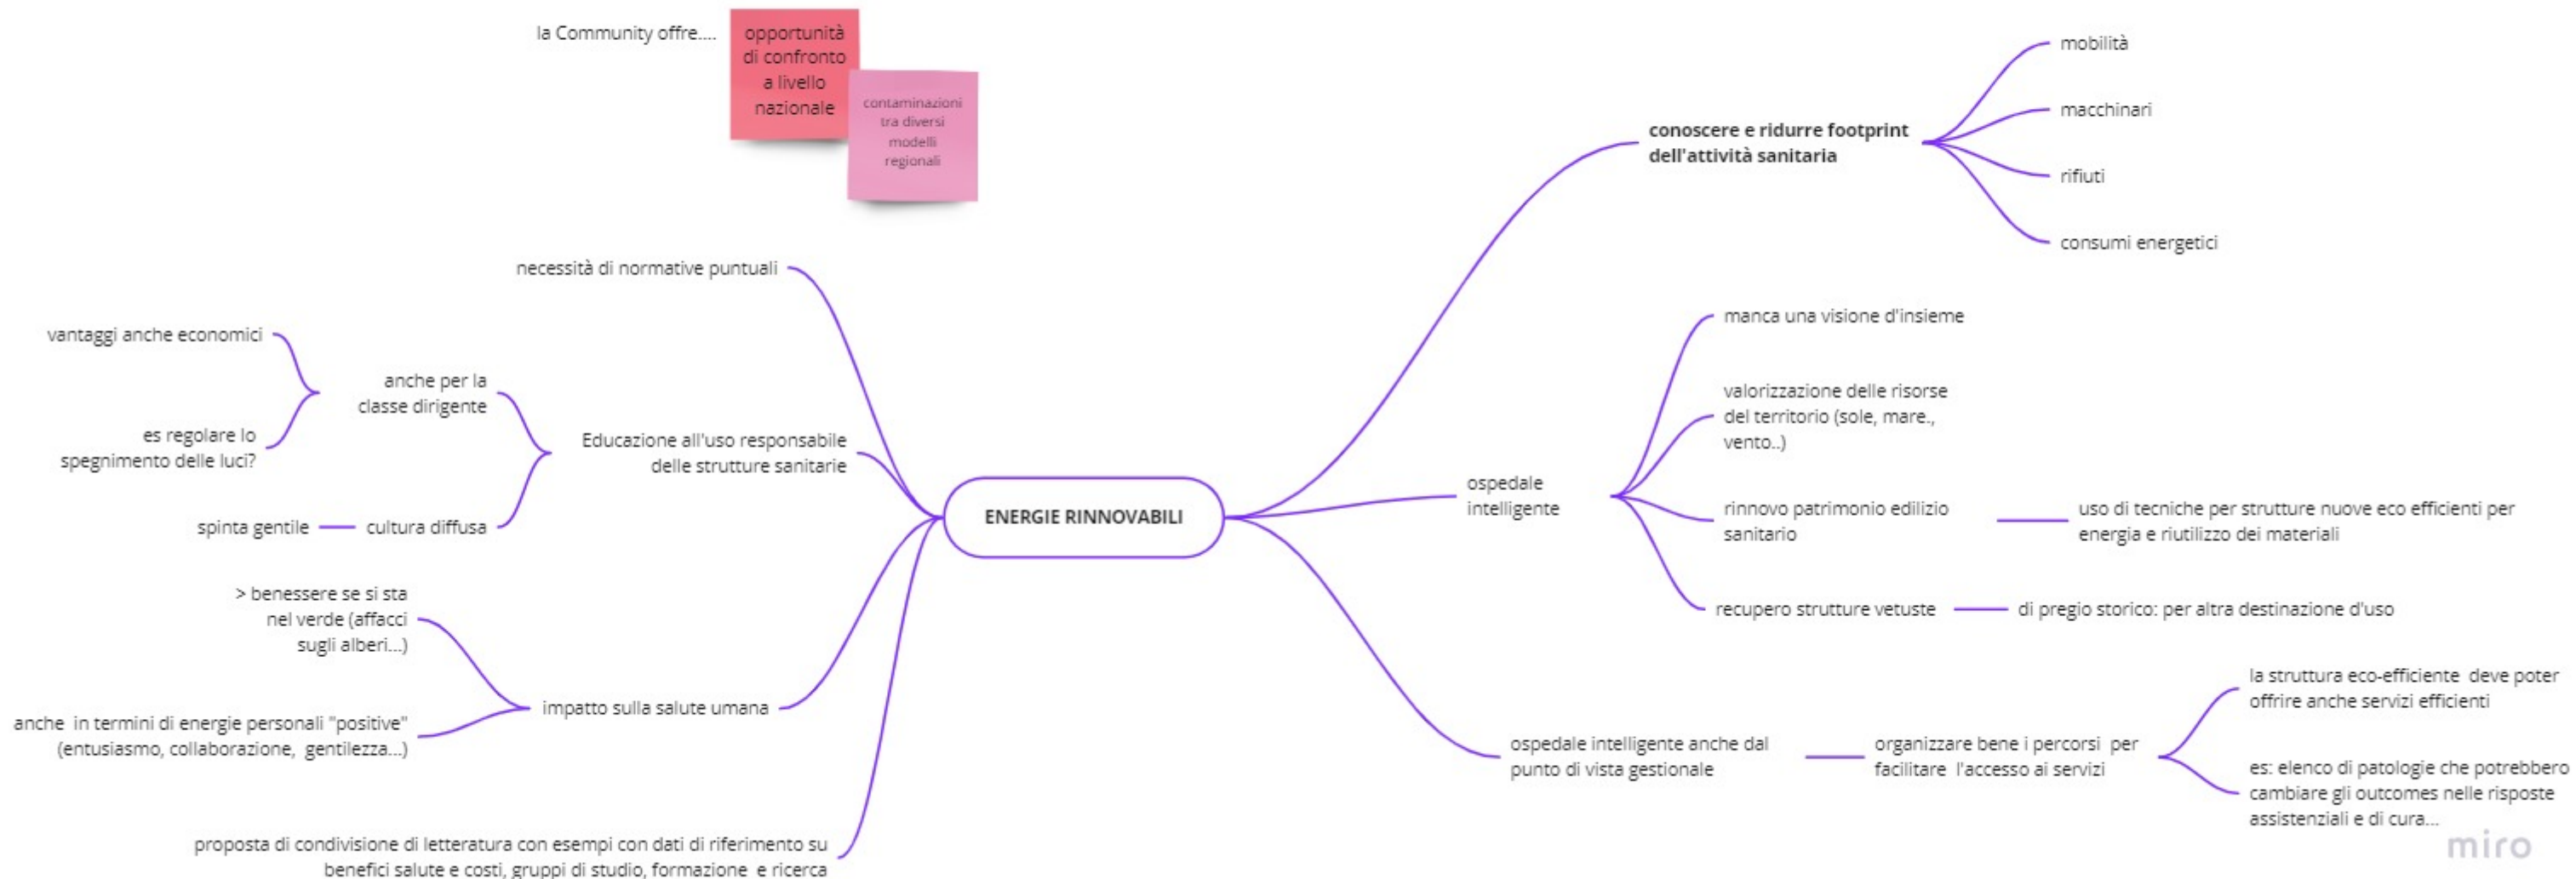 la Community offre....
opportunità
di confronto
a livello
nazionale
contaminazioni
tra diversi
modelli
regionali
necessità di normative puntuali
vantaggi anche economici
anche per la
classe dirigente
es regolare lo
spegnimento delle luci?
Educazione all'uso responsabile
delle strutture sanitarie
spinta gentile
cultura diffusa
> benessere se si sta
nel verde (affacci
sugli alberi...)
impatto sulla salute umana
anche in termini di energie personali "positive"
(entusiasmo, collaborazione, gentilezza...)
proposta di condivisione di letteratura con esempi con dati di riferimento su
benefici salute e costi, gruppi di studio, formazione e ricerca
ENERGIE RINNOVABILI
conoscere e ridurre footprint
dell'attività sanitaria
mobilità
macchinari
rifiuti
consumi energetici
ospedale
intelligente
manca una visione d'insieme
valorizzazione delle risorse
del territorio (sole, mare.,
vento..)
rinnovo patrimonio edilizio
sanitario
uso di tecniche per strutture nuove eco efficienti per
energia e riutilizzo dei materiali
recupero strutture vetuste
di pregio storico: per altra destinazione d'uso
ospedale intelligente anche dal
punto di vista gestionale
organizzare bene i percorsi per
facilitare l'accesso ai servizi
la struttura eco-efficiente deve poter
offrire anche servizi efficienti
es: elenco di patologie che potrebbero
cambiare gli outcomes nelle risposte
assistenziali e di cura...
miro